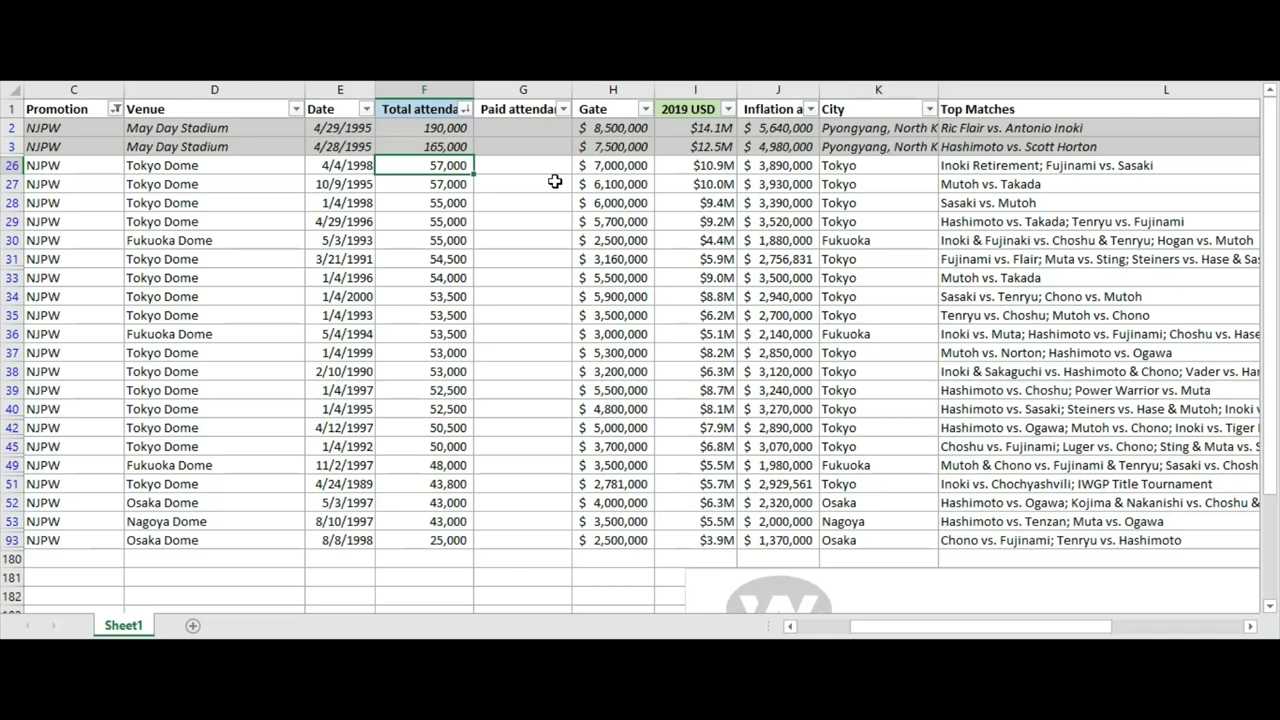 C D E F G H I J K L
1 Promotion Venue Date Total attenda Paid attendar Gate 2019 USD Inflation a City Top Matches
2 NJPW May Day Stadium 4/29/1995 190,000 $ 8,500,000 $14.1M $ 5,640,000 Pyongyang, North K Ric Flair vs. Antonio Inoki
3 NJPW May Day Stadium 4/28/1995 165,000 $ 7,500,000 $12.5M $ 4,980,000 Pyongyang, North K Hashimoto vs. Scott Horton
26 NJPW Tokyo Dome 4/4/1998 57,000 $ 7,000,000 $10.9M $ 3,890,000 Tokyo Inoki Retirement; Fujinami vs. Sasaki
27 NJPW Tokyo Dome 10/9/1995 57,000 $ 6,100,000 $10.0M $ 3,930,000 Tokyo Mutoh vs. Takada
28 NJPW Tokyo Dome 1/4/1998 55,000 $ 6,000,000 $9.4M $ 3,390,000 Tokyo Sasaki vs. Mutoh
29 NJPW Tokyo Dome 4/29/1996 55,000 $ 5,700,000 $9.2M $ 3,520,000 Tokyo Hashimoto vs. Takada; Tenryu vs. Fujinami
30 NJPW Fukuoka Dome 5/3/1993 55,000 $ 2,500,000 $4.4M $ 1,880,000 Fukuoka Inoki & Fujinaki vs. Choshu & Tenryu; Hogan vs. Mutoh
31 NJPW Tokyo Dome 3/21/1991 54,500 $ 3,160,000 $5.9M $ 2,756,831 Tokyo Fujinami vs. Flair; Muta vs. Sting; Steiners vs. Hase & Sas
33 NJPW Tokyo Dome 1/4/1996 54,000 $ 5,500,000 $9.0M $ 3,500,000 Tokyo Mutoh vs. Takada
34 NJPW Tokyo Dome 1/4/2000 53,500 $ 5,900,000 $8.8M $ 2,940,000 Tokyo Sasaki vs. Tenryu; Chono vs. Mutoh
35 NJPW Tokyo Dome 1/4/1993 53,500 $ 3,500,000 $6.2M $ 2,700,000 Tokyo Tenryu vs. Choshu; Mutoh vs. Chono
36 NJPW Fukuoka Dome 5/4/1994 53,500 $ 3,000,000 $5.1M $ 2,140,000 Fukuoka Inoki vs. Muta; Hashimoto vs. Fujinami; Choshu vs. Hase
37 NJPW Tokyo Dome 1/4/1999 53,000 $ 5,300,000 $8.2M $ 2,850,000 Tokyo Mutoh vs. Norton; Hashimoto vs. Ogawa
38 NJPW Tokyo Dome 2/10/1990 53,000 $ 3,200,000 $6.3M $ 3,120,000 Tokyo Inoki & Sakaguchi vs. Hashimoto & Chono; Vader vs. Han
39 NJPW Tokyo Dome 1/4/1997 52,500 $ 5,500,000 $8.7M $ 3,240,000 Tokyo Hashimoto vs. Choshu; Power Warrior vs. Muta
40 NJPW Tokyo Dome 1/4/1995 52,500 $ 4,800,000 $8.1M $ 3,270,000 Tokyo Hashimoto vs. Sasaki; Steiners vs. Hase & Mutoh; Inoki v
42 NJPW Tokyo Dome 4/12/1997 50,500 $ 5,000,000 $7.9M $ 2,890,000 Tokyo Hashimoto vs. Ogawa; Mutoh vs. Chono; Inoki vs. Tiger
45 NJPW Tokyo Dome 1/4/1992 50,000 $ 3,700,000 $6.8M $ 3,070,000 Tokyo Choshu vs. Fujinami; Luger vs. Chono; Sting & Muta vs. S
49 NJPW Fukuoka Dome 11/2/1997 48,000 $ 3,500,000 $5.5M $ 1,980,000 Fukuoka Mutoh & Chono vs. Fujinami & Tenryu; Sasaki vs. Chosh
51 NJPW Tokyo Dome 4/24/1989 43,800 $ 2,781,000 $5.7M $ 2,929,561 Tokyo Inoki vs. Chochyashvili; IWGP Title Tournament
52 NJPW Osaka Dome 5/3/1997 43,000 $ 4,000,000 $6.3M $ 2,320,000 Osaka Hashimoto vs. Ogawa; Kojima & Nakanishi vs. Choshu &
53 NJPW Nagoya Dome 8/10/1997 43,000 $ 3,500,000 $5.5M $ 2,000,000 Nagoya Hashimoto vs. Tenzan; Muta vs. Ogawa
93 NJPW Osaka Dome 8/8/1998 25,000 $ 2,500,000 $3.9M $ 1,370,000 Osaka Chono vs. Fujinami; Tenryu vs. Hashimoto
180
181
182
Sheet1